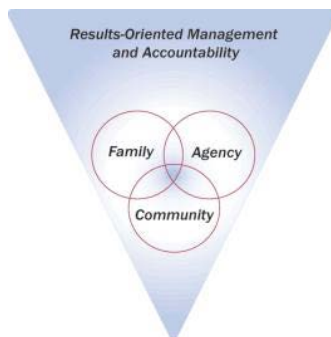 Results-Oriented Management
and Accountability
Family
Agency
Community